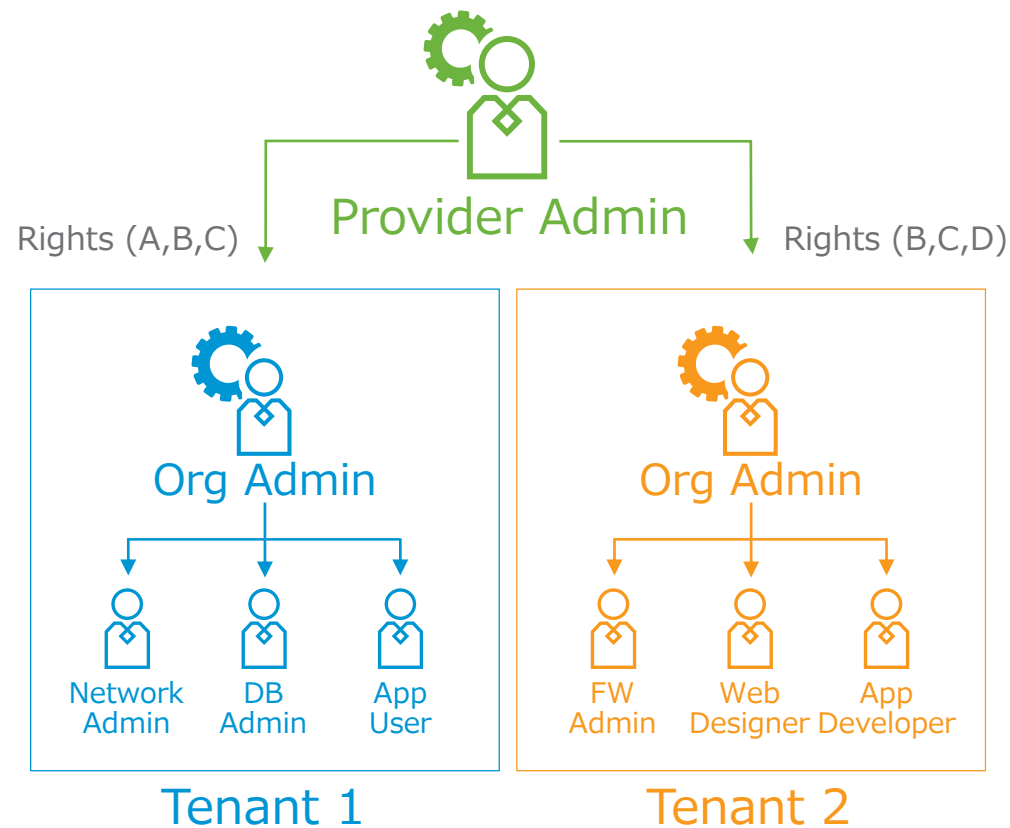 Provider Admin
Rights (A,B,C)
Rights (B,C,D)
Org Admin
Network
Admin
DB
Admin
App
User
Tenant 1
Org Admin
FW
Admin
Web
Designer
App
Developer
Tenant 2